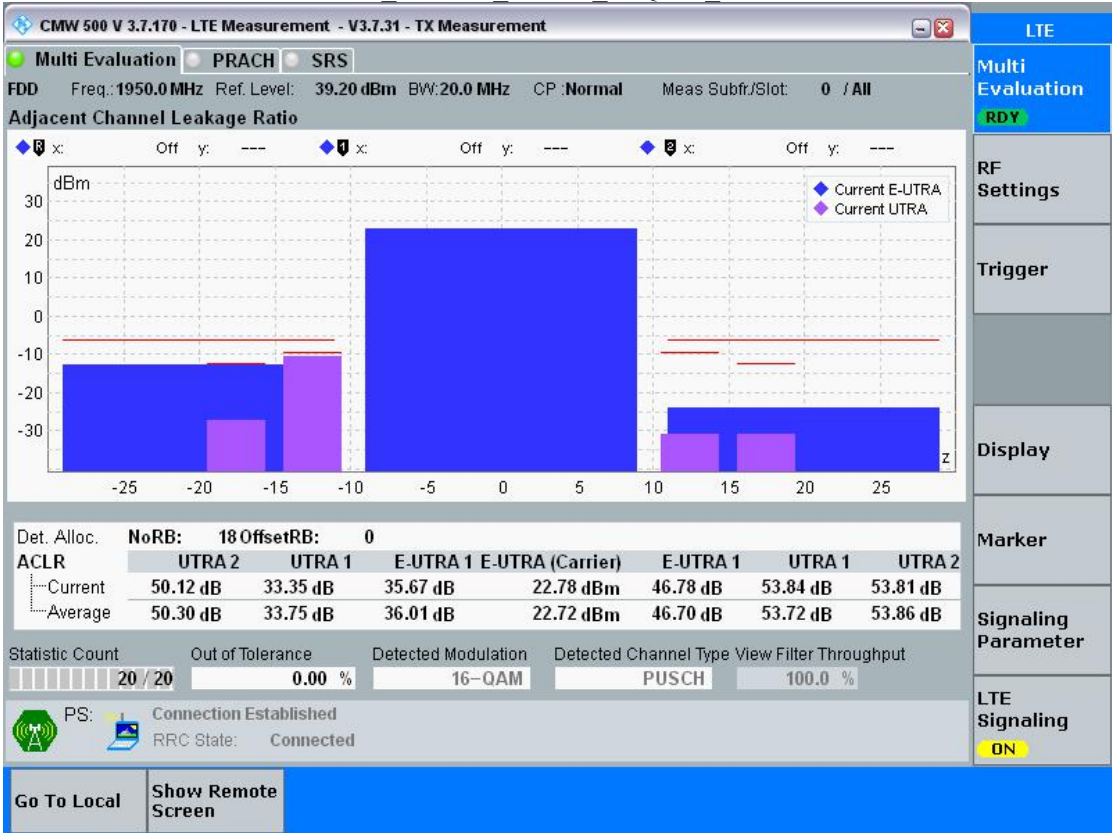 CMW 500 V 3.7.170 - LTE Measurement - V3.7.31 - TX Measurement
LTE
Multi Evaluation PRACH SRS
Multi
Evaluation
RDY
FDD Freq.: 1950.0 MHz Ref. Level: 39.20 dBm BW: 20.0 MHz CP : Normal Meas Subfr./Slot: 0 / All
Adjacent Channel Leakage Ratio
R x: Off y: --- 1 x: Off y: --- 2 x: Off y: ---
dBm
Current E-UTRA
Current UTRA
30
20
10
0
-10
-20
-30
z
-25 -20 -15 -10 -5 0 5 10 15 20 25
RF
Settings
Trigger
Display
Marker
Signaling
Parameter
LTE
Signaling
ON
Det. Alloc. NoRB: 18 OffsetRB: 0
ACLR UTRA 2 UTRA 1 E-UTRA 1 E-UTRA (Carrier) E-UTRA 1 UTRA 1 UTRA 2
Current 50.12 dB 33.35 dB 35.67 dB 22.78 dBm 46.78 dB 53.84 dB 53.81 dB
Average 50.30 dB 33.75 dB 36.01 dB 22.72 dBm 46.70 dB 53.72 dB 53.86 dB
Statistic Count Out of Tolerance Detected Modulation Detected Channel Type View Filter Throughput
20 / 20 0.00 % 16-QAM PUSCH 100.0 %
PS: Connection Established
RRC State: Connected
Go To Local
Show Remote
Screen